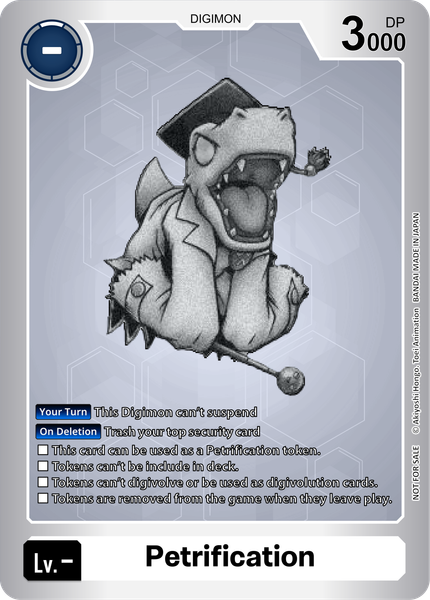 DIGIMON
-
3000
DP
Your Turn This Digimon can't suspend
On Deletion Trash your top security card
This card can be used as a Petrification token.
Tokens can't be include in deck.
Tokens can't digivolve or be used as digivolution cards.
Tokens are removed from the game when they leave play.
NOT FOR SALE © Akiyoshi Hongo, Toei Animation BANDAI MADE IN JAPAN
Lv.-
Petrification